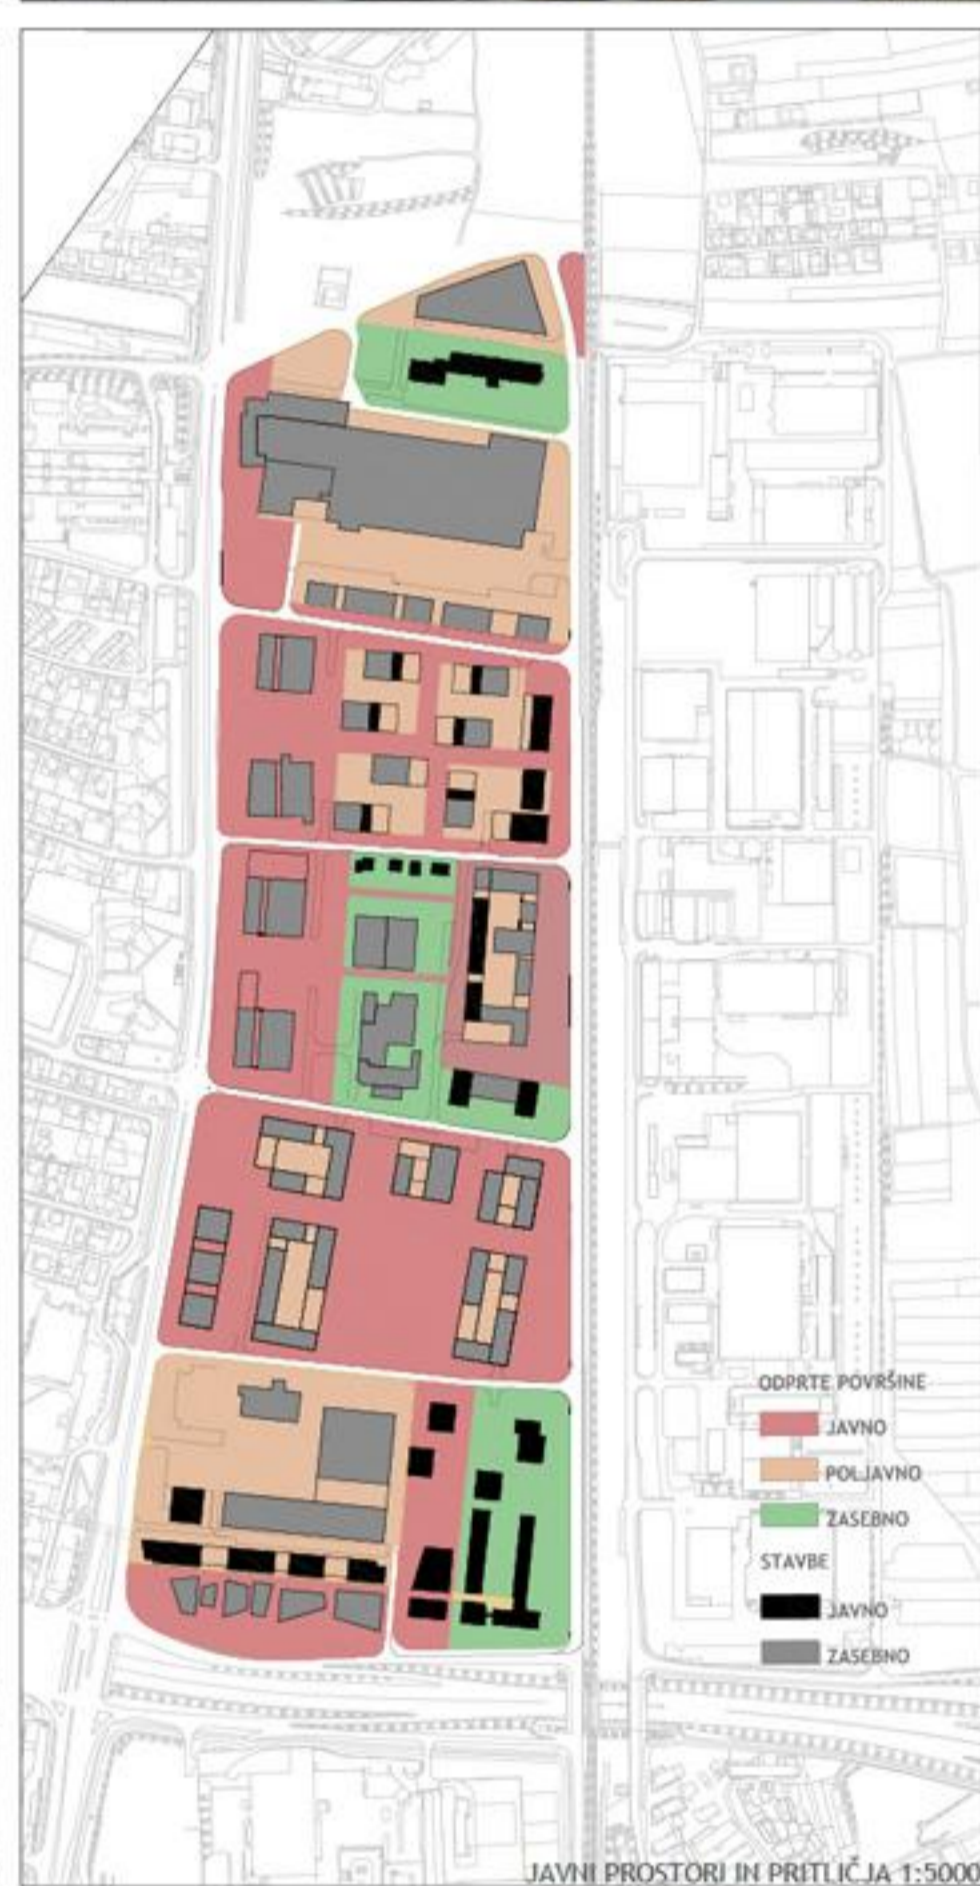 ODPRTE POVRŠINE
JAVNO
POLJAVNO
ZASEBNO
STAVBE
JAVNO
ZASEBNO
JAVNI PROSTORI IN PRITLIČJA 1:5000